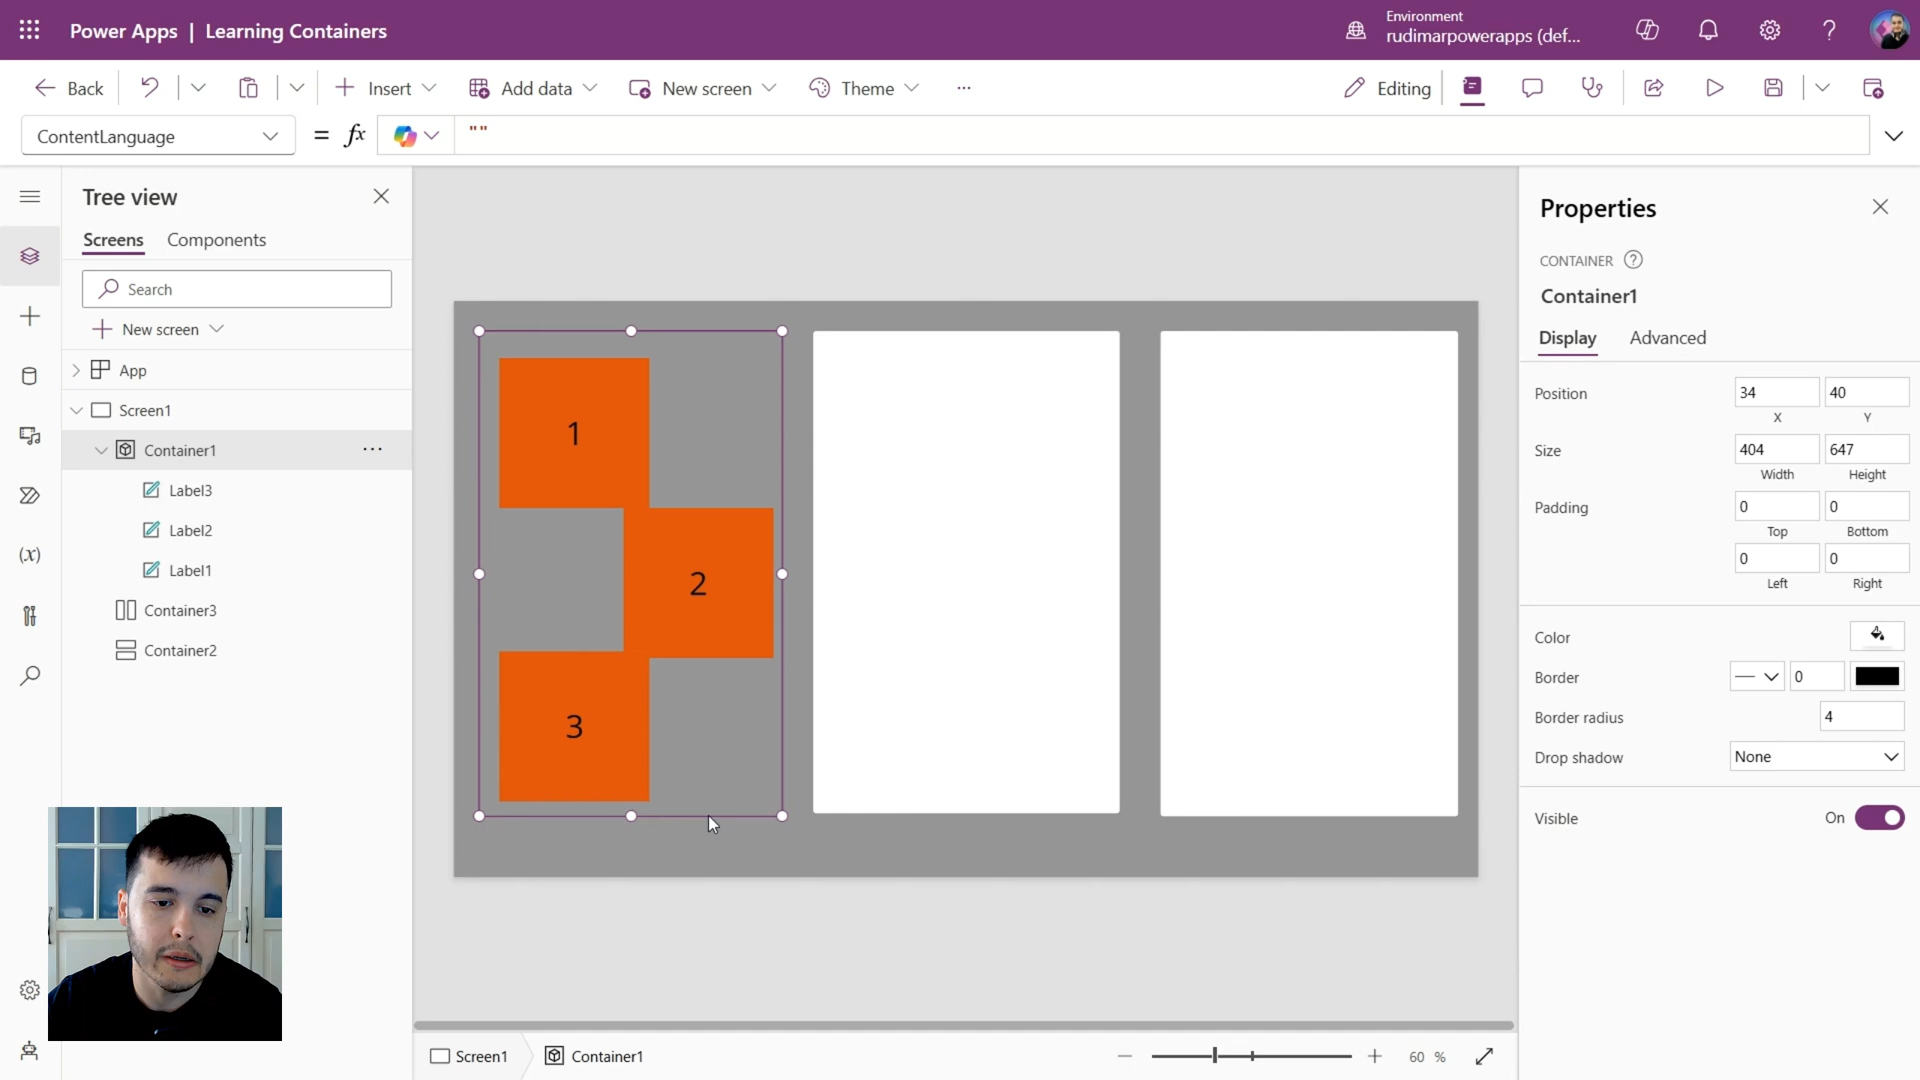 Power Apps | Learning Containers
Environment
rudimarpowerapps (def...
Back
Insert
Add data
New screen
Theme
...
Editing
ContentLanguage
= fx
""
Tree view
Screens
Components
Search
New screen
App
Screen1
Container1
...
Label3
Label2
Label1
Container3
Container2
(x)
1
2
3
Properties
CONTAINER ?
Container1
Display
Advanced
Position
34
40
X
Y
Size
404
647
Width
Height
Padding
0
0
Top
Bottom
0
0
Left
Right
Color
Border
0
Border radius
4
Drop shadow
None
Visible
On
Screen1
Container1
60 %